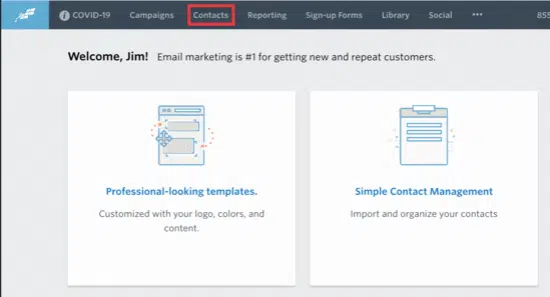 COVID-19 Campaigns Contacts Reporting Sign-up Forms Library Social ••• 855
Welcome, Jim! Email marketing is #1 for getting new and repeat customers.
Professional-looking templates.
Customized with your logo, colors, and
content.
Simple Contact Management
Import and organize your contacts